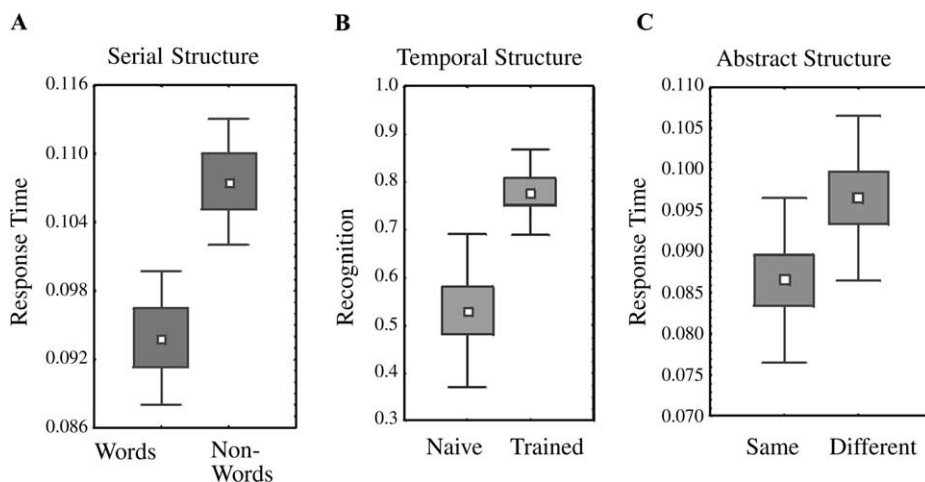 A
Serial Structure
Response Time
0.116
0.110
0.104
0.098
0.092
0.086
Words
Non-
Words
B
Temporal Structure
Recognition
1.0
0.9
0.8
0.7
0.6
0.5
0.4
0.3
Naive
Trained
C
Abstract Structure
Response Time
0.110
0.105
0.100
0.095
0.090
0.085
0.080
0.075
0.070
Same
Different